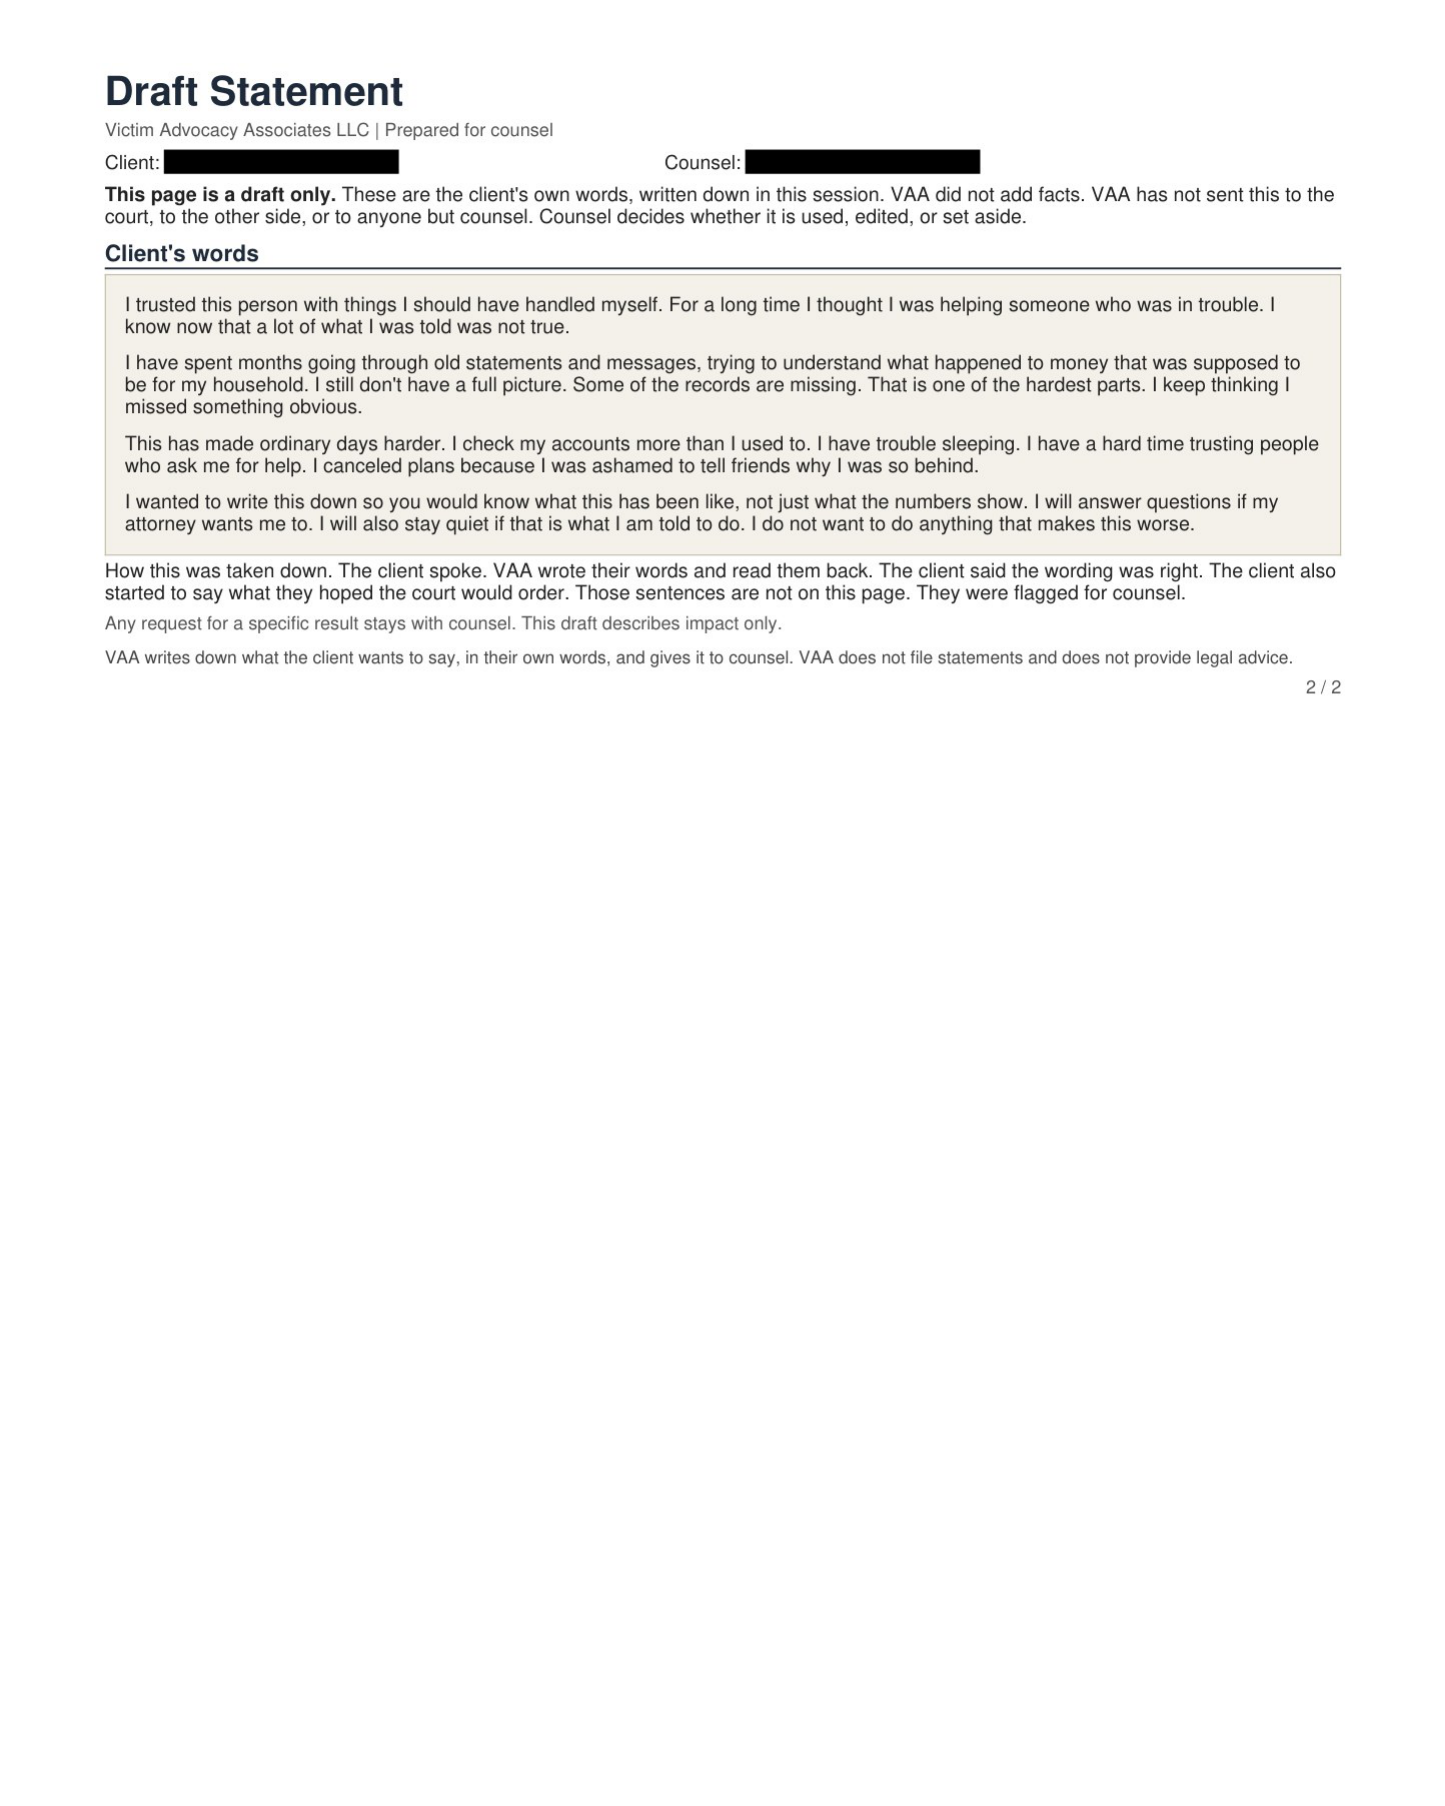 Draft Statement
Victim Advocacy Associates LLC | Prepared for counsel
Client: Counsel:
This page is a draft only. These are the client's own words, written down in this session. VAA did not add facts. VAA has not sent this to the
court, to the other side, or to anyone but counsel. Counsel decides whether it is used, edited, or set aside.
Client's words
I trusted this person with things I should have handled myself. For a long time I thought I was helping someone who was in trouble. I
know now that a lot of what I was told was not true.
I have spent months going through old statements and messages, trying to understand what happened to money that was supposed to
be for my household. I still don't have a full picture. Some of the records are missing. That is one of the hardest parts. I keep thinking I
missed something obvious.
This has made ordinary days harder. I check my accounts more than I used to. I have trouble sleeping. I have a hard time trusting people
who ask me for help. I canceled plans because I was ashamed to tell friends why I was so behind.
I wanted to write this down so you would know what this has been like, not just what the numbers show. I will answer questions if my
attorney wants me to. I will also stay quiet if that is what I am told to do. I do not want to do anything that makes this worse.
How this was taken down. The client spoke. VAA wrote their words and read them back. The client said the wording was right. The client also
started to say what they hoped the court would order. Those sentences are not on this page. They were flagged for counsel.
Any request for a specific result stays with counsel. This draft describes impact only.
VAA writes down what the client wants to say, in their own words, and gives it to counsel. VAA does not file statements and does not provide legal advice.
2 / 2